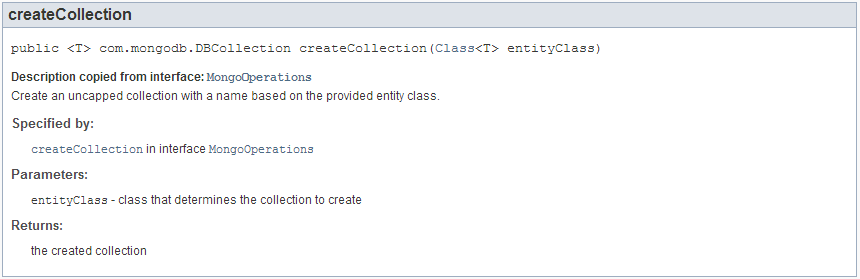 createCollection
public <T> com.mongodb.DBCollection createCollection(Class<T> entityClass)
Description copied from interface: MongoOperations
Create an uncapped collection with a name based on the provided entity class.
Specified by:
createCollection in interface MongoOperations
Parameters:
entityClass - class that determines the collection to create
Returns:
the created collection